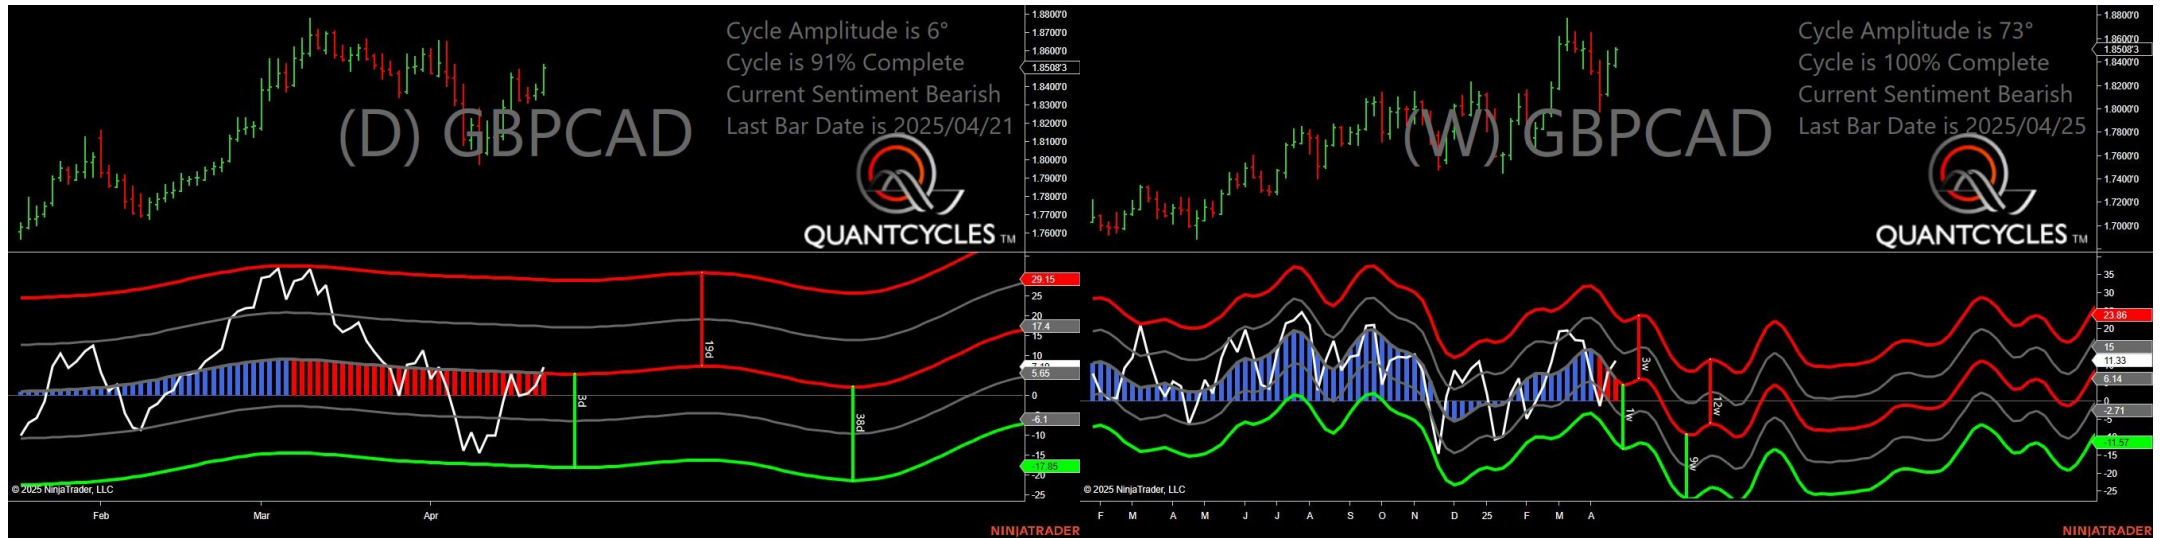 Cycle Amplitude is 6°
Cycle is 91% Complete
Current Sentiment Bearish
Last Bar Date is 2025/04/21
(D) GBPCAD
QUANTCYCLES TM
1.8800'0
1.8700'0
1.8600'0
1.8508'3
1.8400'0
1.8300'0
1.8200'0
1.8100'0
1.8000'0
1.7900'0
1.7800'0
1.7700'0
1.7600'0
29.15
25
20
17.4
15
10
5.65
0
-6.1
-10
-15
-17.85
-20
-25
19d
3d
38d
© 2025 NinjaTrader, LLC
Feb
Mar
Apr
NINJATRADER
Cycle Amplitude is 73°
Cycle is 100% Complete
Current Sentiment Bearish
Last Bar Date is 2025/04/25
(W) GBPCAD
QUANTCYCLES TM
1.8800'0
1.8600'0
1.8508'3
1.8400'0
1.8200'0
1.8000'0
1.7800'0
1.7600'0
1.7400'0
1.7200'0
1.7000'0
35
30
23.86
20
15
11.33
6.14
0
-2.71
-11.57
-15
-20
-25
3w
1w
12w
9w
© 2025 NinjaTrader, LLC
F M A M J J A S O N D 25 F M A
NINJATRADER